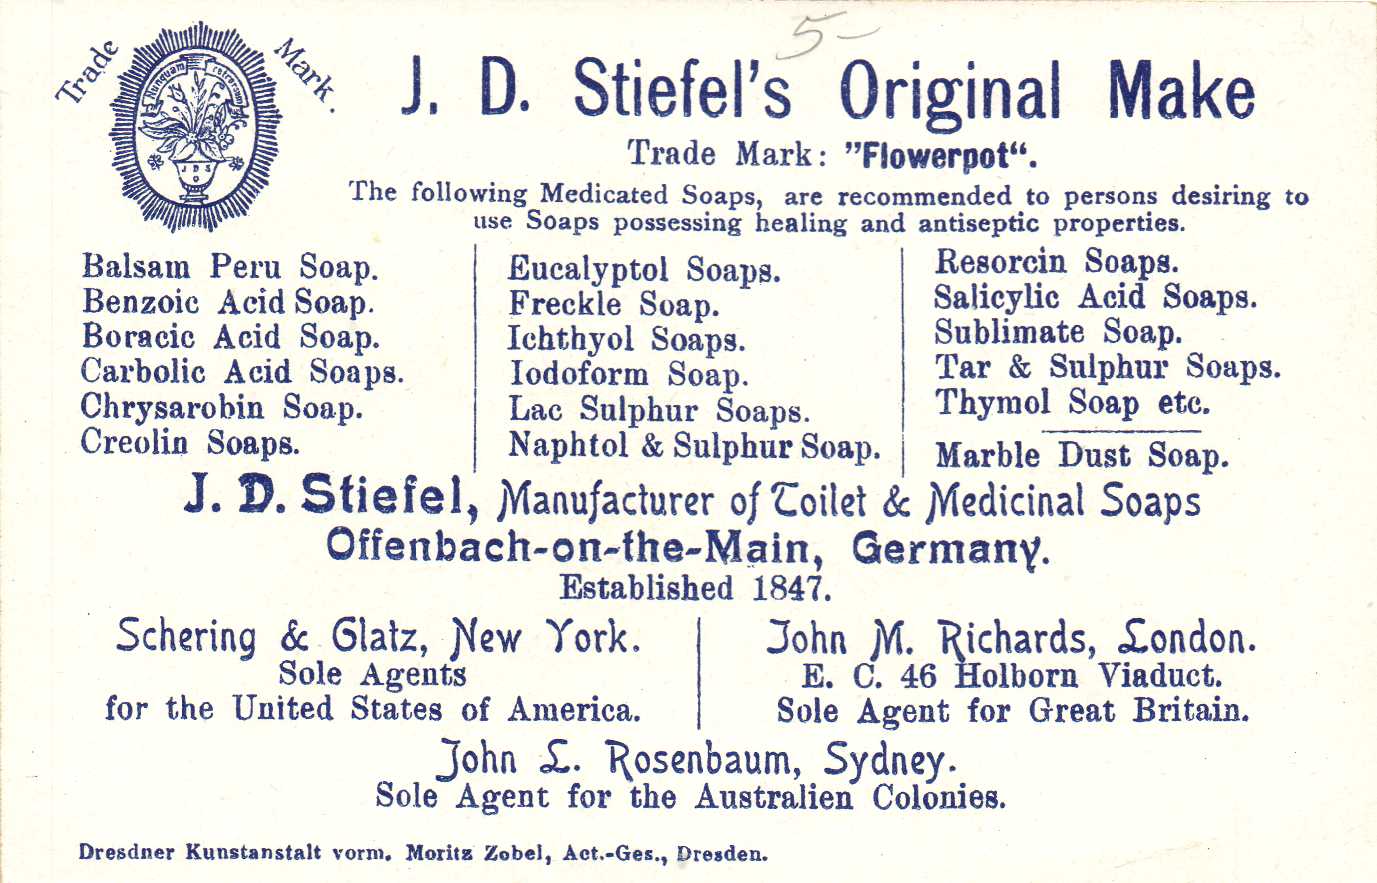 5-
Trade Mark.
Nunquam retrorsum
J D S
J. D. Stiefel's Original Make
Trade Mark: ”Flowerpot“.
The following Medicated Soaps, are recommended to persons desiring to
use Soaps possessing healing and antiseptic properties.
Balsam Peru Soap.
Benzoic Acid Soap.
Boracic Acid Soap.
Carbolic Acid Soaps.
Chrysarobin Soap.
Creolin Soaps.
Eucalyptol Soaps.
Freckle Soap.
Ichthyol Soaps.
Iodoform Soap.
Lac Sulphur Soaps.
Naphtol & Sulphur Soap.
Resorcin Soaps.
Salicylic Acid Soaps.
Sublimate Soap.
Tar & Sulphur Soaps.
Thymol Soap etc.
Marble Dust Soap.
J. D. Stiefel, Manufacturer of Toilet & Medicinal Soaps
Offenbach-on-the-Main, Germany.
Established 1847.
Schering & Glatz, New York.
Sole Agents
for the United States of America.
John M. Richards, London.
E. C. 46 Holborn Viaduct.
Sole Agent for Great Britain.
John L. Rosenbaum, Sydney.
Sole Agent for the Australien Colonies.
Dresdner Kunstanstalt vorm. Moritz Zobel, Act.-Ges., Dresden.